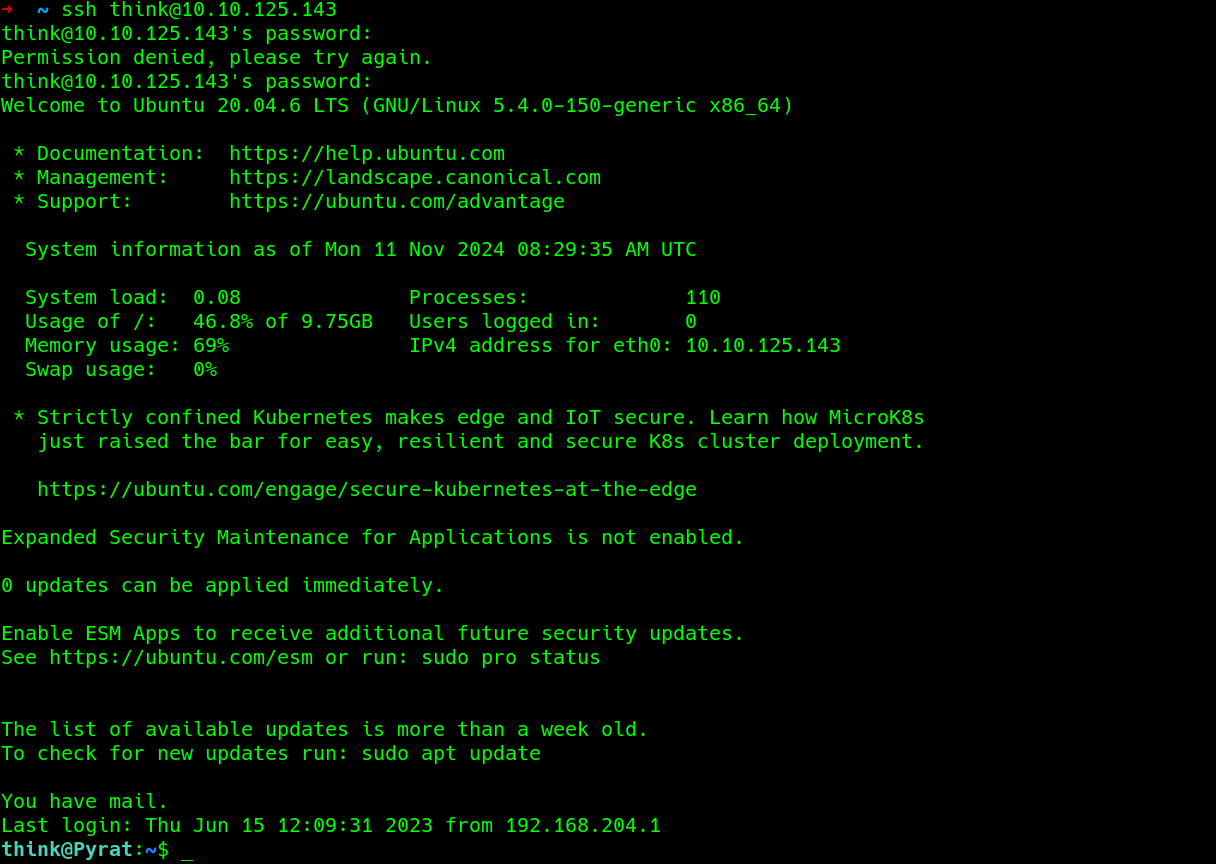 →  ~ ssh think@10.10.125.143
think@10.10.125.143's password:
Permission denied, please try again.
think@10.10.125.143's password:
Welcome to Ubuntu 20.04.6 LTS (GNU/Linux 5.4.0-150-generic x86_64)

 * Documentation:  https://help.ubuntu.com
 * Management:     https://landscape.canonical.com
 * Support:        https://ubuntu.com/advantage

  System information as of Mon 11 Nov 2024 08:29:35 AM UTC

  System load:  0.08              Processes:             110
  Usage of /:   46.8% of 9.75GB   Users logged in:       0
  Memory usage: 69%               IPv4 address for eth0: 10.10.125.143
  Swap usage:   0%

 * Strictly confined Kubernetes makes edge and IoT secure. Learn how MicroK8s
   just raised the bar for easy, resilient and secure K8s cluster deployment.

   https://ubuntu.com/engage/secure-kubernetes-at-the-edge

Expanded Security Maintenance for Applications is not enabled.

0 updates can be applied immediately.

Enable ESM Apps to receive additional future security updates.
See https://ubuntu.com/esm or run: sudo pro status


The list of available updates is more than a week old.
To check for new updates run: sudo apt update

You have mail.
Last login: Thu Jun 15 12:09:31 2023 from 192.168.204.1
think@Pyrat:~$ _